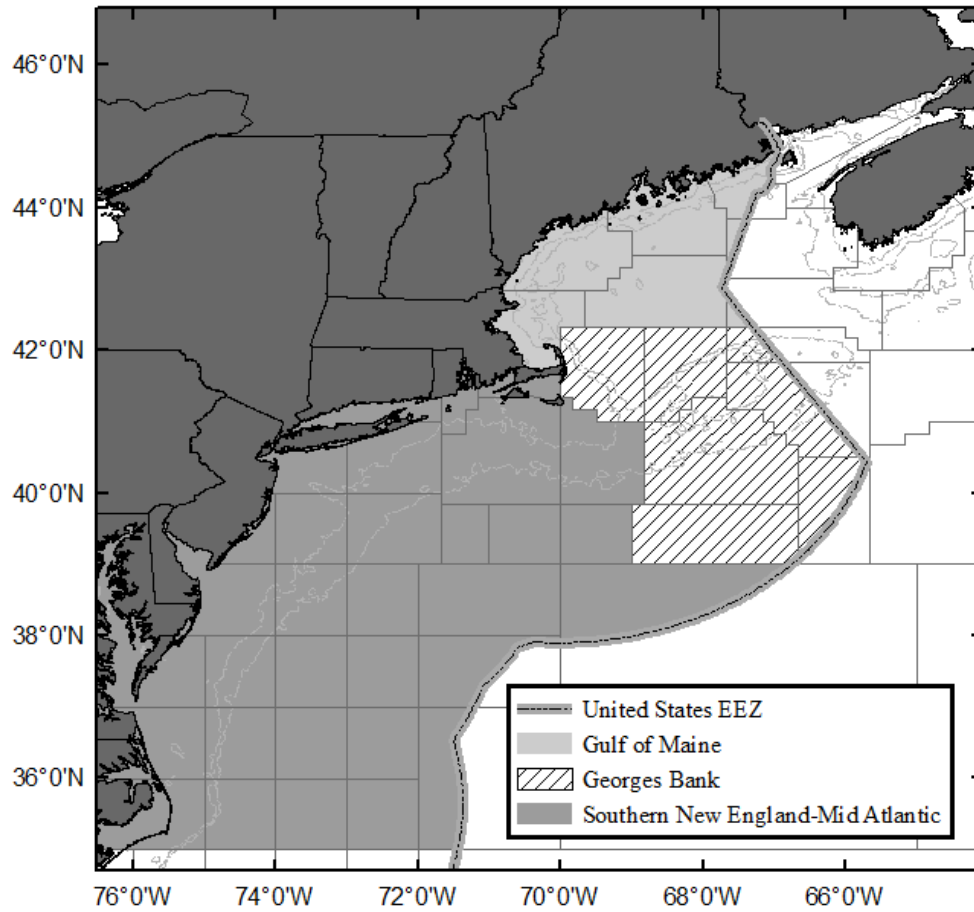 46°0'N
44°0'N
42°0'N
40°0'N
38°0'N
36°0'N
United States EEZ
Gulf of Maine
Georges Bank
Southern New England-Mid Atlantic
76°0'W 74°0'W 72°0'W 70°0'W 68°0'W 66°0'W